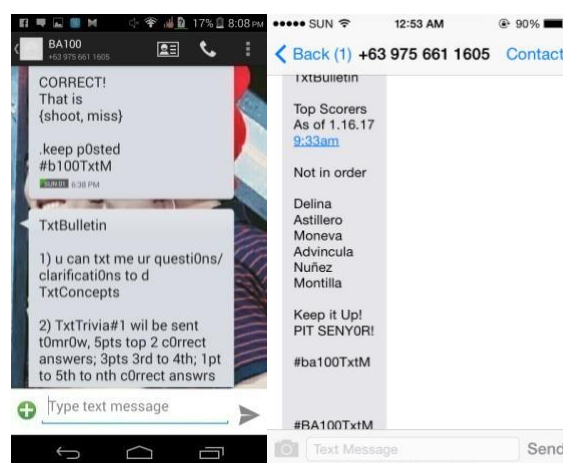 17% 8:08 PM
BA100
+63 975 661 1605
CORRECT!
That is
{shoot, miss}
.keep p0sted
#b100TxtM
SUN 01 6:38 PM
TxtBulletin
1) u can txt me ur questi0ns/
clarificati0ns to d
TxtConcepts
2) TxtTrivia#1 wil be sent
t0mr0w, 5pts top 2 c0rrect
answers; 3pts 3rd to 4th; 1pt
to 5th to nth c0rrect answrs
Type text message
SUN 12:53 AM 90%
Back (1) +63 975 661 1605 Contact
TxtBulletin
Top Scorers
As of 1.16.17
9:33am
Not in order
Delina
Astillero
Moneva
Advincula
Nuñez
Montilla
Keep it Up!
PIT SENY0R!
#ba100TxtM
#BA100TxtM
Text Message Send